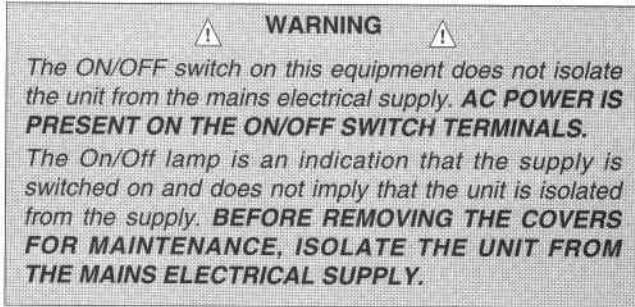 WARNING
The ON/OFF switch on this equipment does not isolate
the unit from the mains electrical supply. AC POWER IS
PRESENT ON THE ON/OFF SWITCH TERMINALS.
The On/Off lamp is an indication that the supply is
switched on and does not imply that the unit is isolated
from the supply. BEFORE REMOVING THE COVERS
FOR MAINTENANCE, ISOLATE THE UNIT FROM
THE MAINS ELECTRICAL SUPPLY.